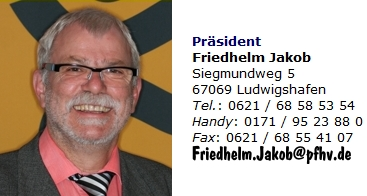 Präsident
Friedhelm Jakob
Siegmundweg 5
67069 Ludwigshafen
Tel.: 0621 / 68 58 53 54
Handy: 0171 / 95 23 88 0
Fax: 0621 / 68 55 41 07
Friedhelm.Jakob@pfhv.de